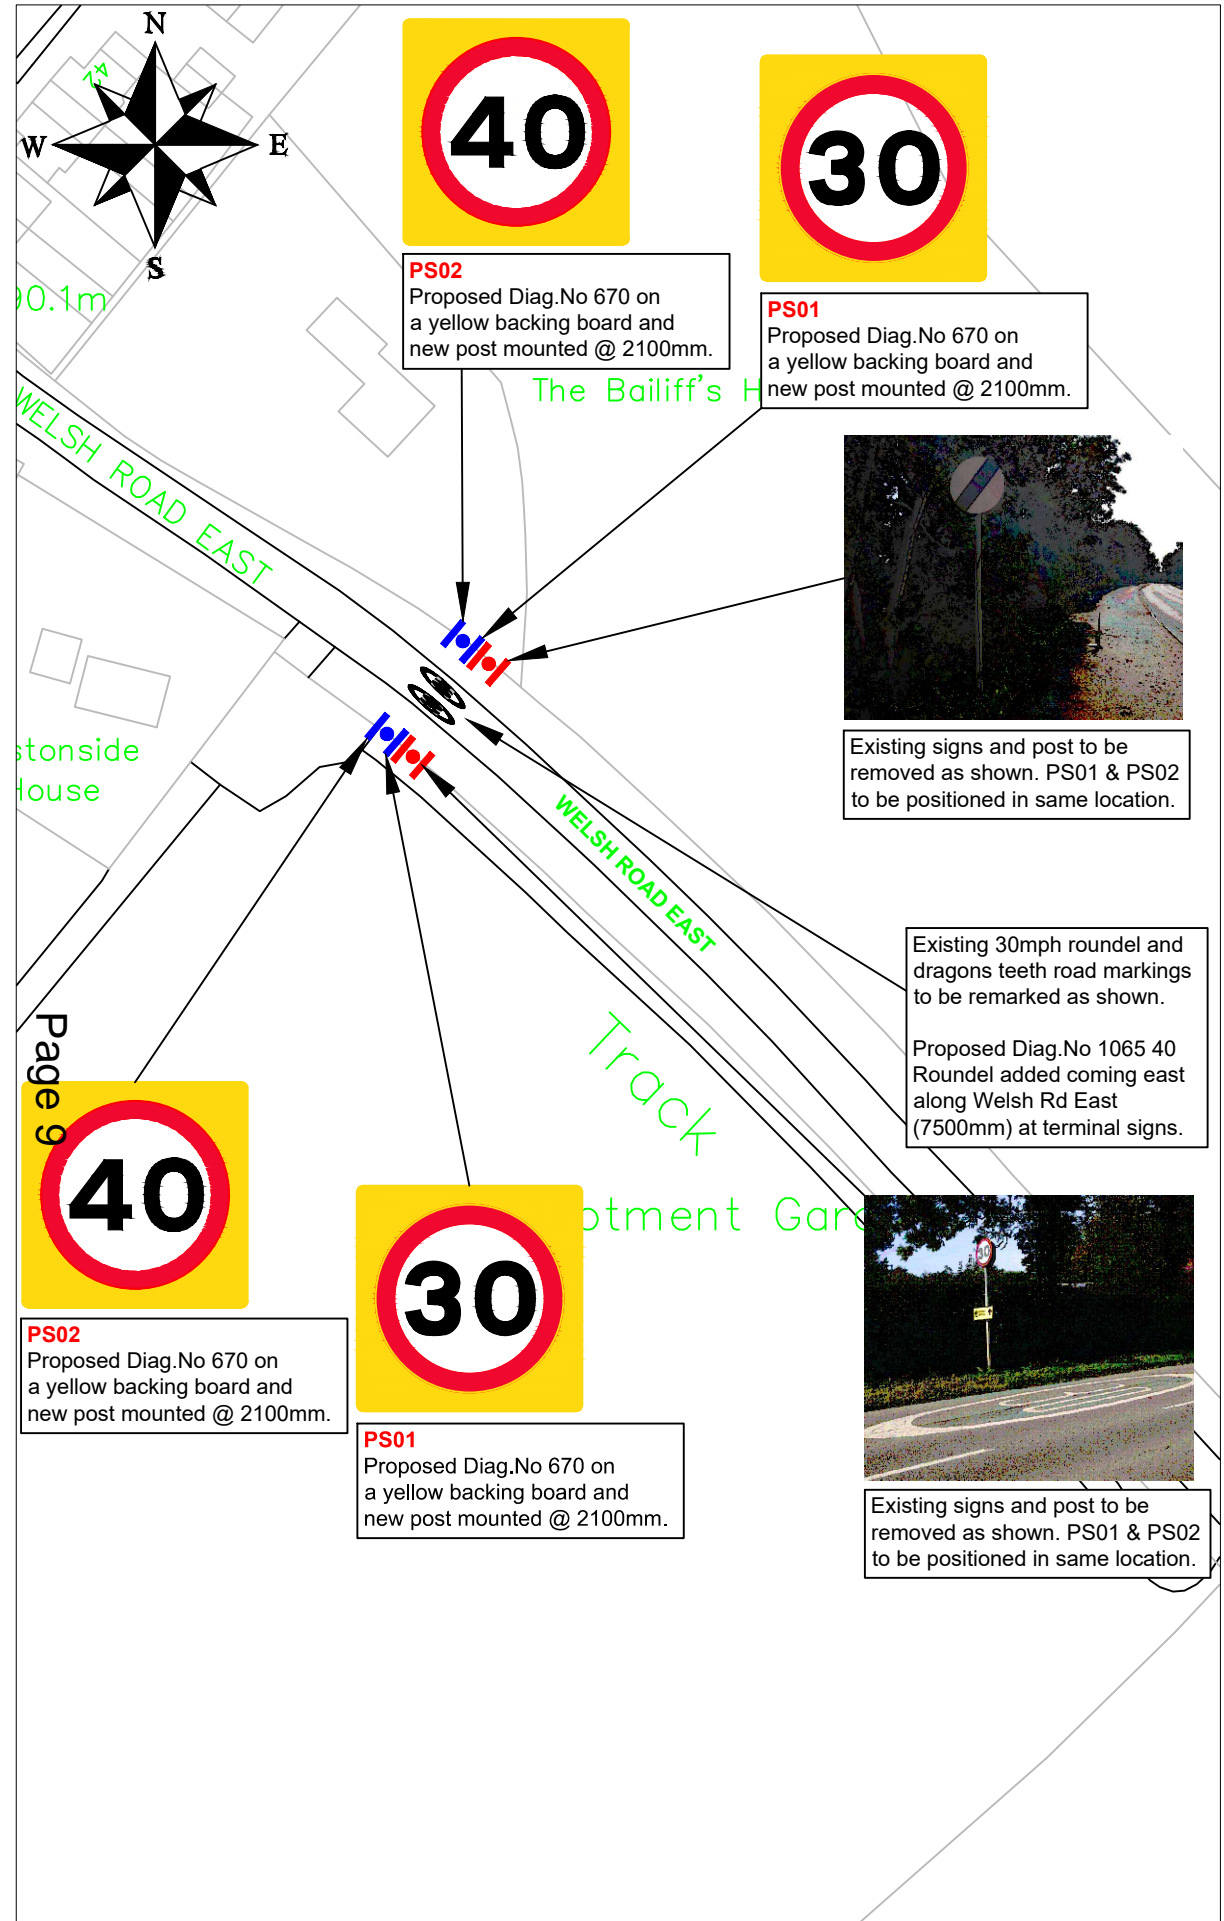 N
W
E
S
42
90.1m
40
30
PS02
Proposed Diag.No 670 on
a yellow backing board and
new post mounted @ 2100mm.
PS01
Proposed Diag.No 670 on
a yellow backing board and
new post mounted @ 2100mm.
The Bailiff's H
WELSH ROAD EAST
Existing signs and post to be
removed as shown. PS01 & PS02
to be positioned in same location.
stonside
House
WELSH ROAD EAST
Existing 30mph roundel and
dragons teeth road markings
to be remarked as shown.
Proposed Diag.No 1065 40
Roundel added coming east
along Welsh Rd East
(7500mm) at terminal signs.
Track
Page 9
40
30
otment Gard
30
PS02
Proposed Diag.No 670 on
a yellow backing board and
new post mounted @ 2100mm.
PS01
Proposed Diag.No 670 on
a yellow backing board and
new post mounted @ 2100mm.
Existing signs and post to be
removed as shown. PS01 & PS02
to be positioned in same location.